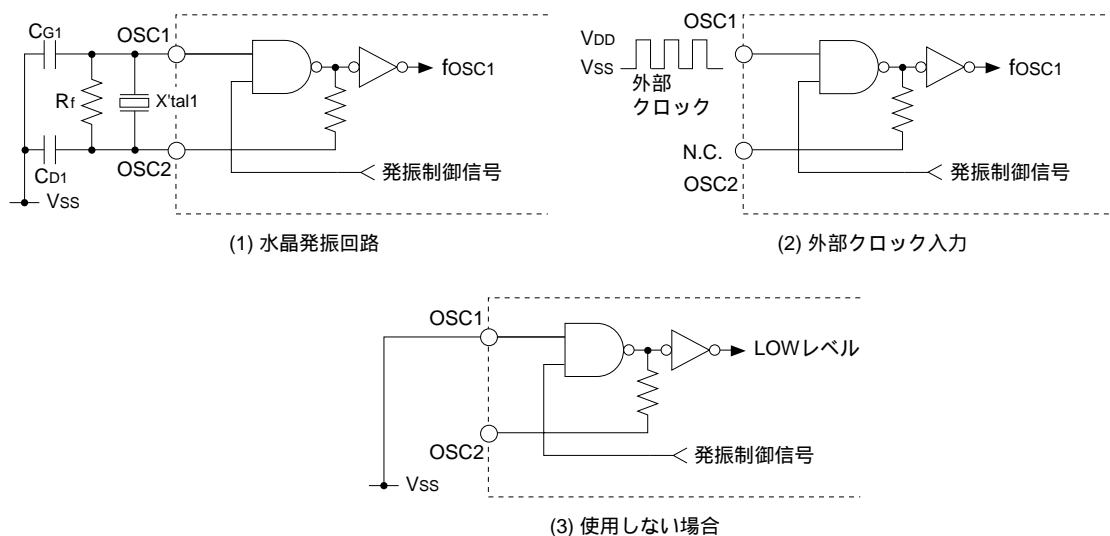 CG1
OSC1
Rf
X'tal1
fOSC1
CD1
OSC2
VSS
発振制御信号
(1) 水晶発振回路
OSC1
VDD
VSS
外部
クロック
fOSC1
N.C.
OSC2
発振制御信号
(2) 外部クロック入力
OSC1
LOWレベル
OSC2
発振制御信号
VSS
(3) 使用しない場合